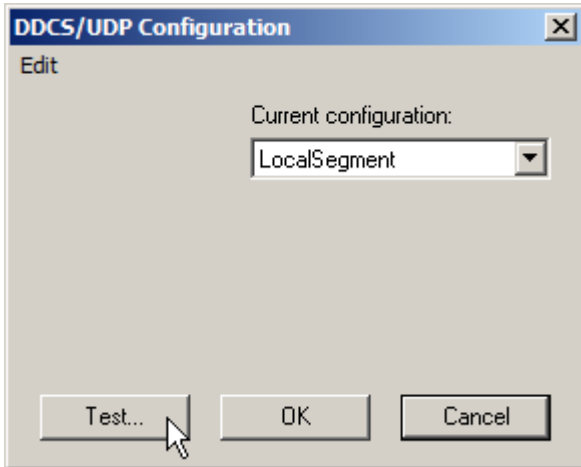 DDCS/UDP Configuration
Edit
Current configuration:
LocalSegment
Test... OK Cancel